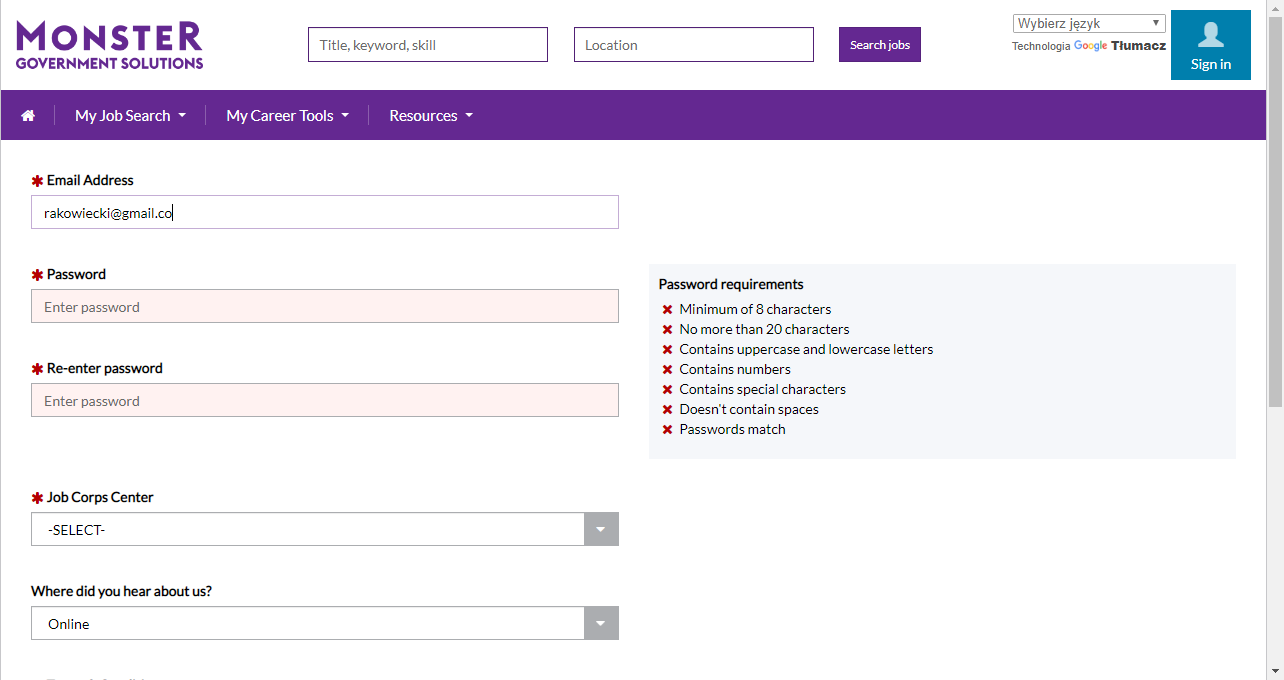 MONSTER
GOVERNMENT SOLUTIONS
Title, keyword, skill
Location
Search jobs
Wybierz język
Technologia Google Tłumacz
Sign in
My Job Search
My Career Tools
Resources
✱ Email Address
rakowiecki@gmail.co
✱ Password
Enter password
✱ Re-enter password
Enter password
Password requirements
✖ Minimum of 8 characters
✖ No more than 20 characters
✖ Contains uppercase and lowercase letters
✖ Contains numbers
✖ Contains special characters
✖ Doesn't contain spaces
✖ Passwords match
✱ Job Corps Center
-SELECT-
Where did you hear about us?
Online